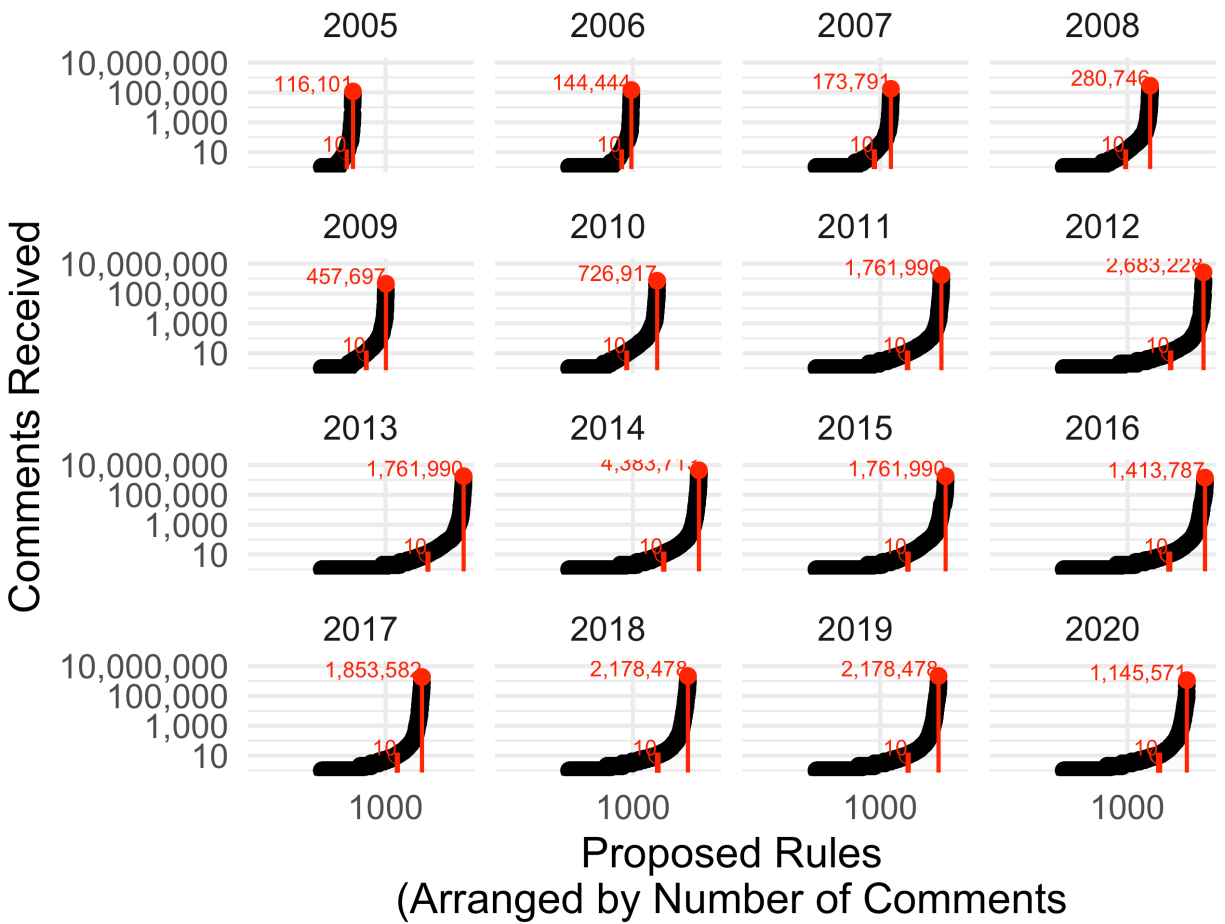 2005 2006 2007 2008
10,000,000
100,000
1,000
10
116,101 144,444 173,791 280,746
10 10 10 10
2009 2010 2011 2012
10,000,000
100,000
1,000
10
457,697 726,917 1,761,990 2,683,228
10 10 10 10
2013 2014 2015 2016
10,000,000
100,000
1,000
10
1,761,990 4,383,713 1,761,990 1,413,787
10 10 10 10
2017 2018 2019 2020
10,000,000
100,000
1,000
10
1,853,582 2,178,478 2,178,478 1,145,571
10 10 10 10
1000 1000 1000 1000
Comments Received
Proposed Rules
(Arranged by Number of Comments